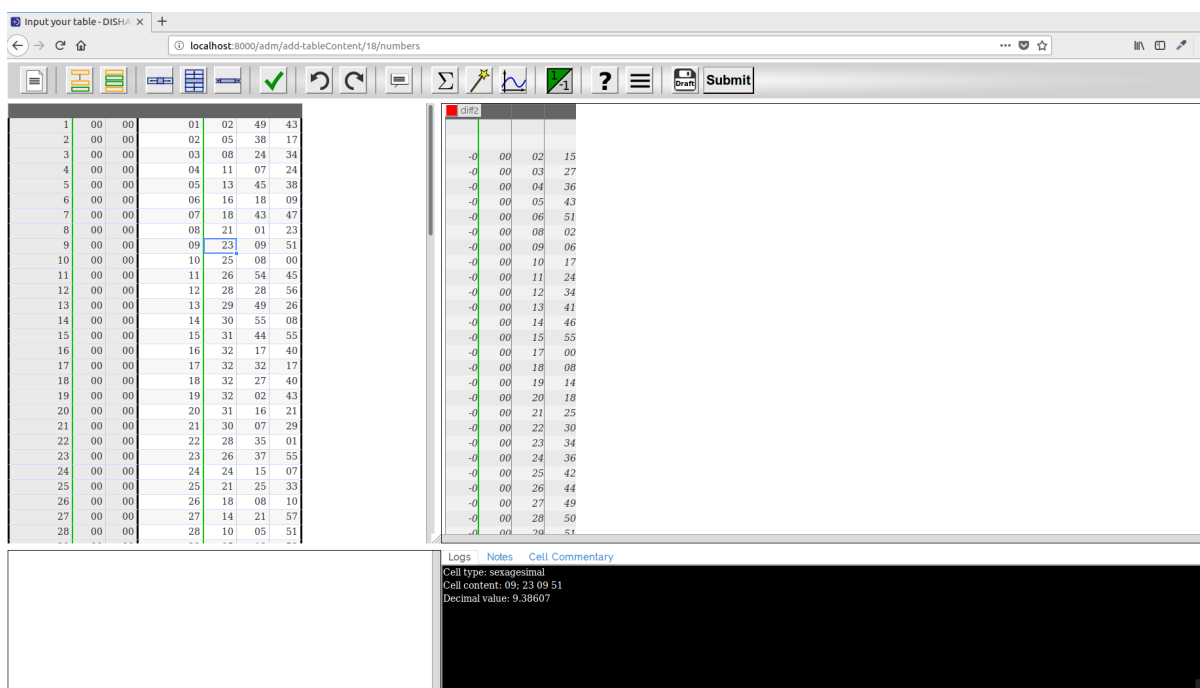 Input your table - DISHA × +
localhost:8000/adm/add-tableContent/18/numbers
Σ 1 -1 ? Draft Submit
diff2
1 00 00 01 02 49 43
2 00 00 02 05 38 17
3 00 00 03 08 24 34 -0 00 02 15
4 00 00 04 11 07 24 -0 00 03 27
5 00 00 05 13 45 38 -0 00 04 36
6 00 00 06 16 18 09 -0 00 05 43
7 00 00 07 18 43 47 -0 00 06 51
8 00 00 08 21 01 23 -0 00 08 02
9 00 00 09 23 09 51 -0 00 09 06
10 00 00 10 25 08 00 -0 00 10 17
11 00 00 11 26 54 45 -0 00 11 24
12 00 00 12 28 28 56 -0 00 12 34
13 00 00 13 29 49 26 -0 00 13 41
14 00 00 14 30 55 08 -0 00 14 46
15 00 00 15 31 44 55 -0 00 15 55
16 00 00 16 32 17 40 -0 00 17 00
17 00 00 17 32 32 17 -0 00 18 08
18 00 00 18 32 27 40 -0 00 19 14
19 00 00 19 32 02 43 -0 00 20 18
20 00 00 20 31 16 21 -0 00 21 25
21 00 00 21 30 07 29 -0 00 22 30
22 00 00 22 28 35 01 -0 00 23 34
23 00 00 23 26 37 55 -0 00 24 36
24 00 00 24 24 15 07 -0 00 25 42
25 00 00 25 21 25 33 -0 00 26 44
26 00 00 26 18 08 10 -0 00 27 49
27 00 00 27 14 21 57 -0 00 28 50
28 00 00 28 10 05 51 -0 00 29 51
Logs Notes Cell Commentary
Cell type: sexagesimal
Cell content: 09; 23 09 51
Decimal value: 9.38607